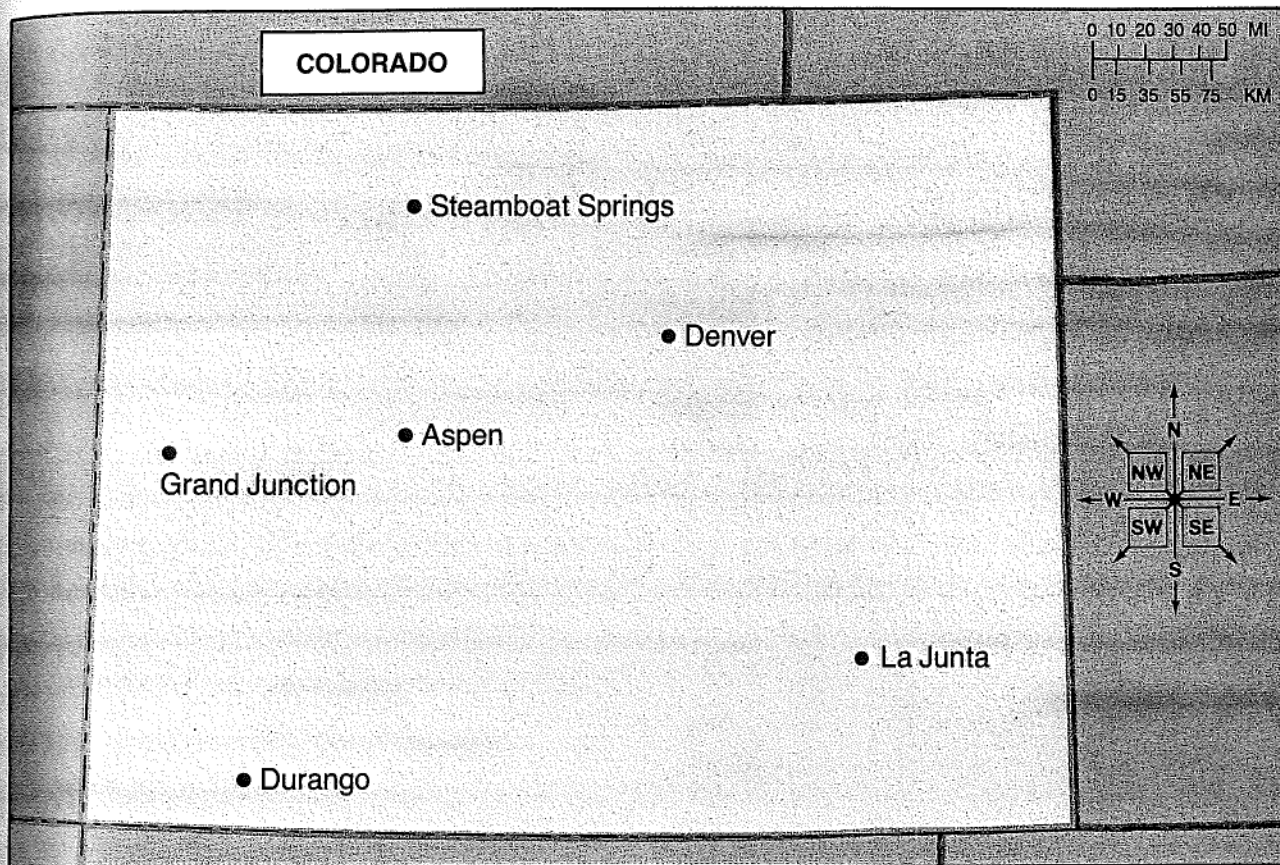 COLORADO
0 10 20 30 40 50 MI
0 15 35 55 75 KM
Steamboat Springs
Denver
Aspen
Grand Junction
N
NW NE
W E
SW SE
S
La Junta
Durango